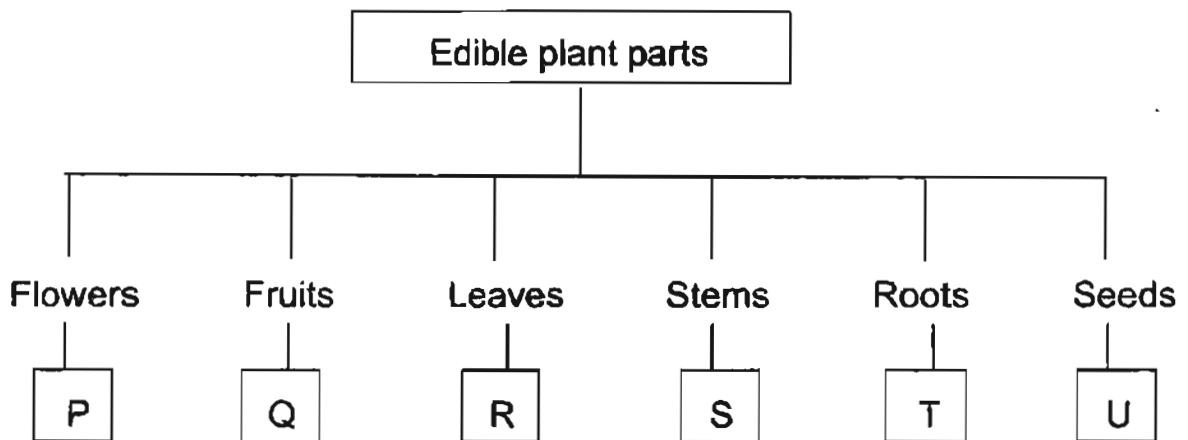 Edible plant parts
Flowers Fruits Leaves Stems Roots Seeds
P Q R S T U